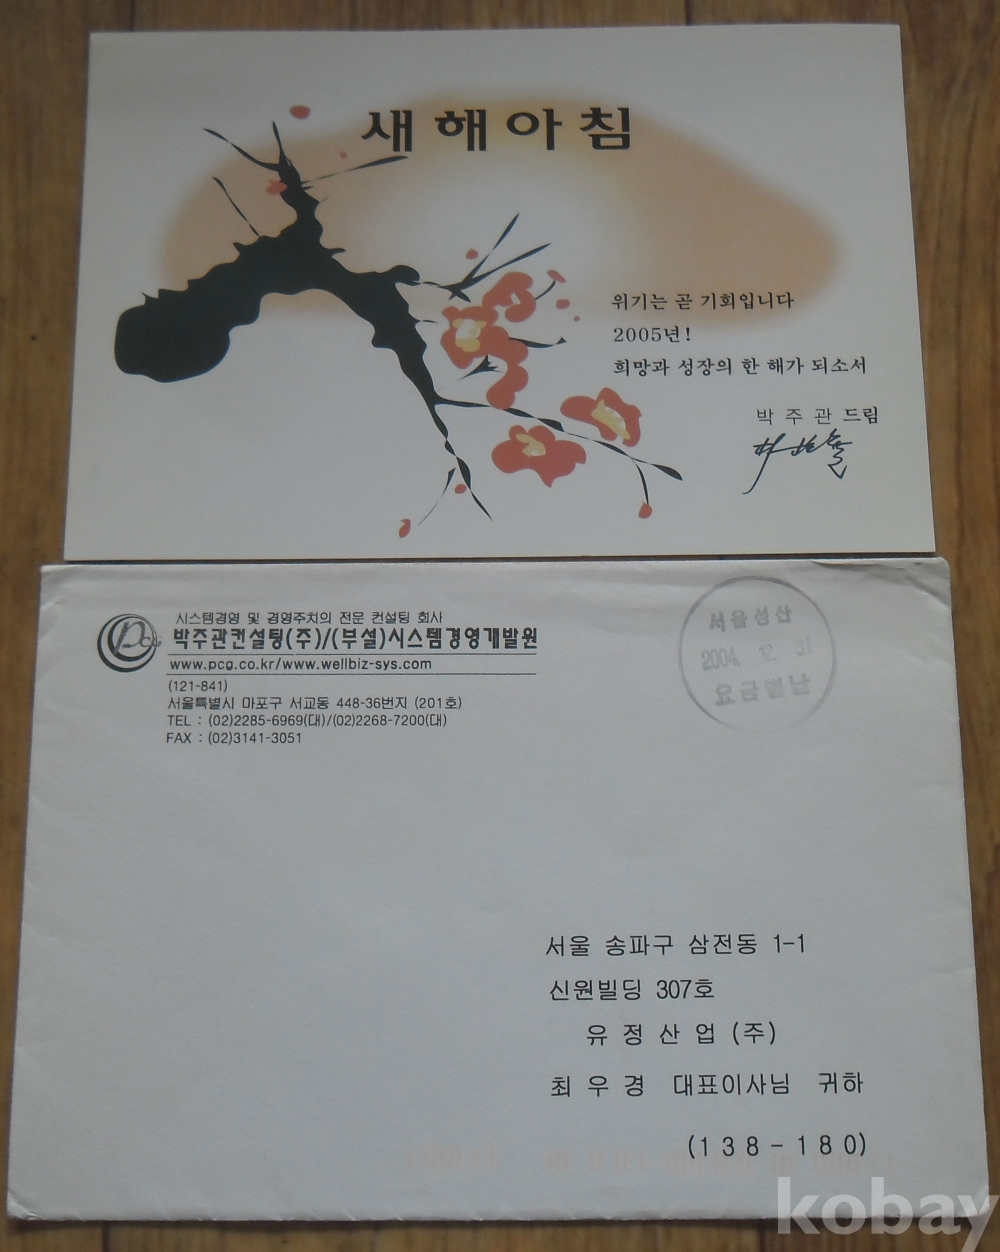 새해아침
위기는 곧 기회입니다
2005년!
희망과 성장의 한 해가 되소서
박 주 관 드림
시스템경영 및 경영주치의 전문 컨설팅 회사
박주관컨설팅(주)/(부설)시스템경영개발원
www.pcg.co.kr/www.wellbiz-sys.com
(121-841)
서울특별시 마포구 서교동 448-36번지 (201호)
TEL : (02)2285-6969(대)/(02)2268-7200(대)
FAX : (02)3141-3051
서울성산
2004. 12. 31
요금별납
서울 송파구 삼전동 1-1
신원빌딩 307호
유 정 산 업 (주)
최 우 경 대표이사님 귀하
(138-180)
kobay